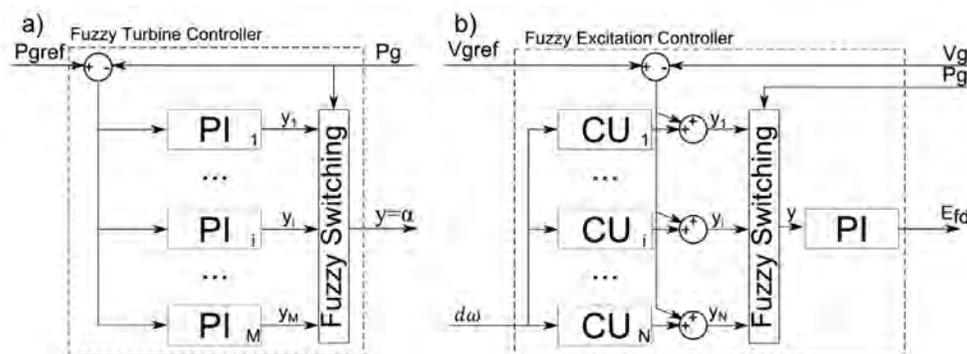 a)
Fuzzy Turbine Controller
Pgref
Pg
+
-
PI 1
y1
...
PI i
yi
...
PI M
yM
Fuzzy Switching
y=α
b)
Fuzzy Excitation Controller
Vgref
Vg
Pg
+
-
CU 1
+
+
y1
...
CU i
+
+
yi
...
dω
CU N
+
+
yN
Fuzzy Switching
y
PI
Efd